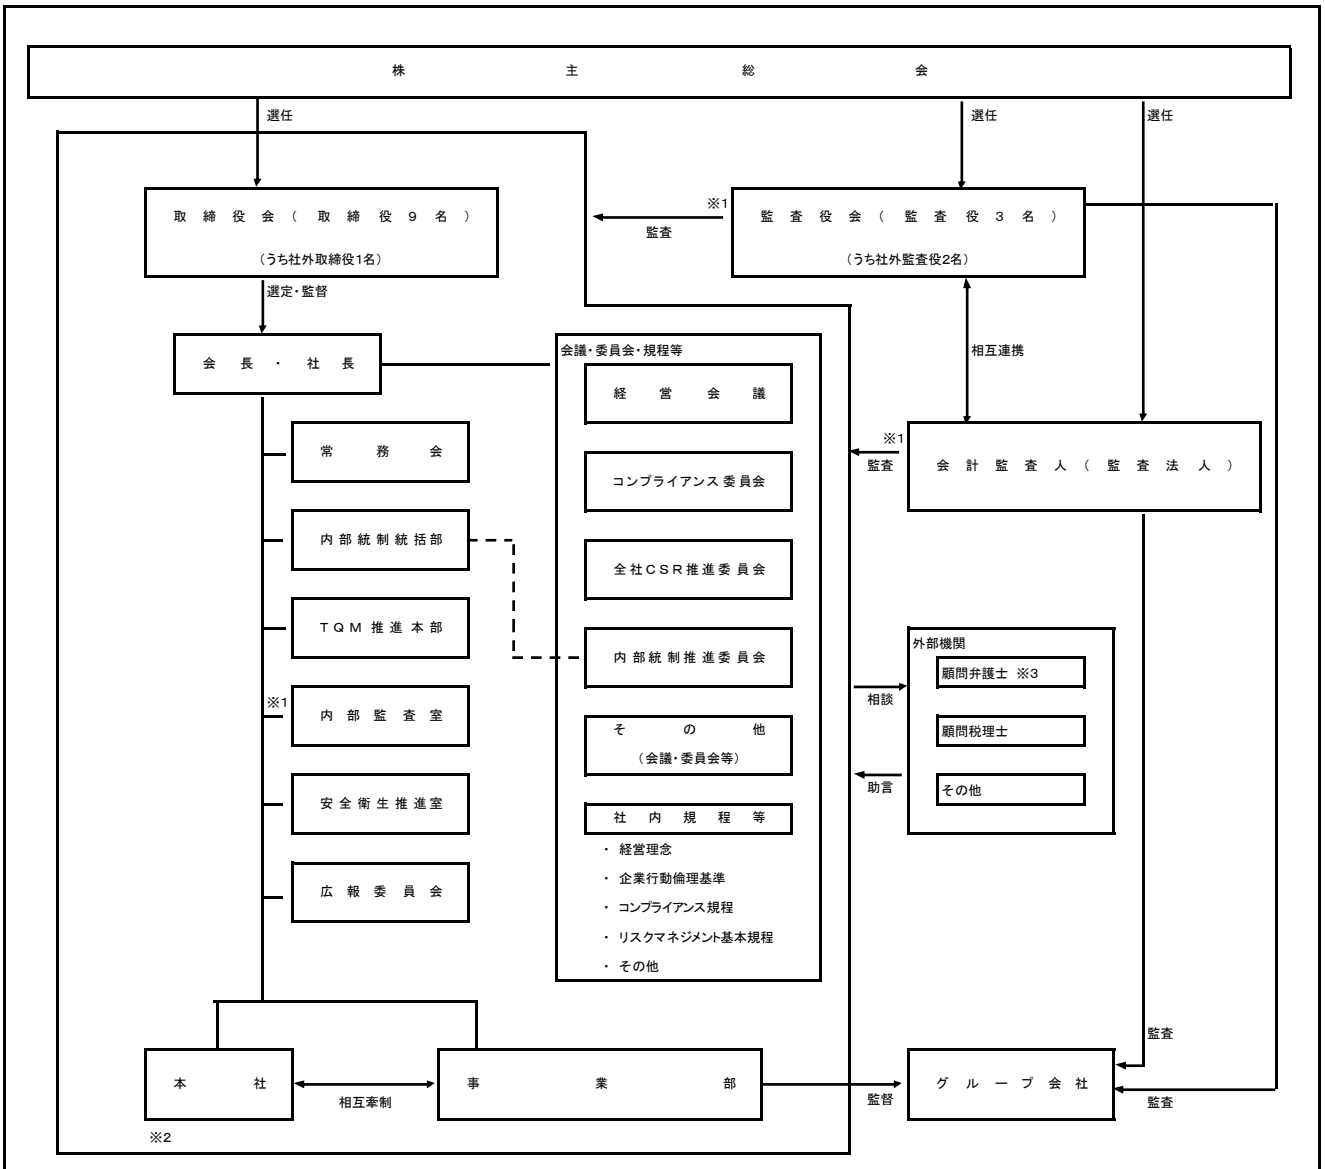 株主総会
選任
選任
選任
取締役会(取締役9名)
(うち社外取締役1名)
※1
監査
監査役会(監査役3名)
(うち社外監査役2名)
選定・監督
会長・社長
会議・委員会・規程等
相互連携
経営会議
常務会
コンプライアンス委員会
※1
監査
会計監査人(監査法人)
内部統制統括部
全社CSR推進委員会
TQM推進本部
内部統制推進委員会
外部機関
顧問弁護士 ※3
相談
※1
内部監査室
その他
(会議・委員会等)
顧問税理士
助言
その他
安全衛生推進室
社内規程等
・ 経営理念
・ 企業行動倫理基準
・ コンプライアンス規程
・ リスクマネジメント基本規程
・ その他
広報委員会
監査
本社
相互牽制
事業部
監督
グループ会社
監査
※2